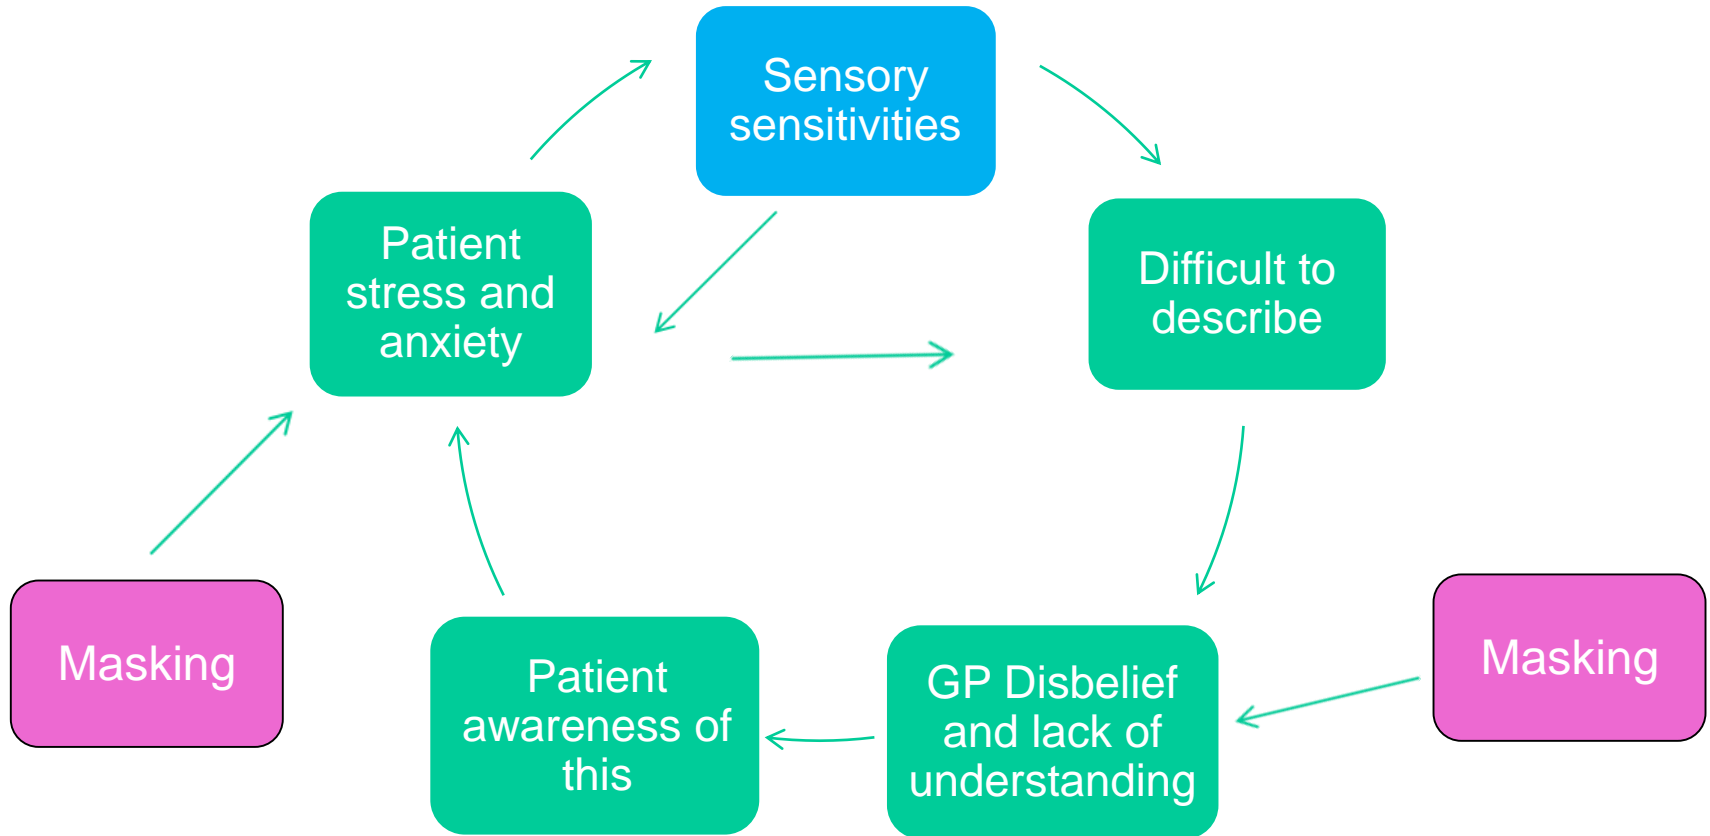 Sensory
sensitivities
Patient
stress and
anxiety
Difficult to
describe
Masking
Patient
awareness of
this
GP Disbelief
and lack of
understanding
Masking